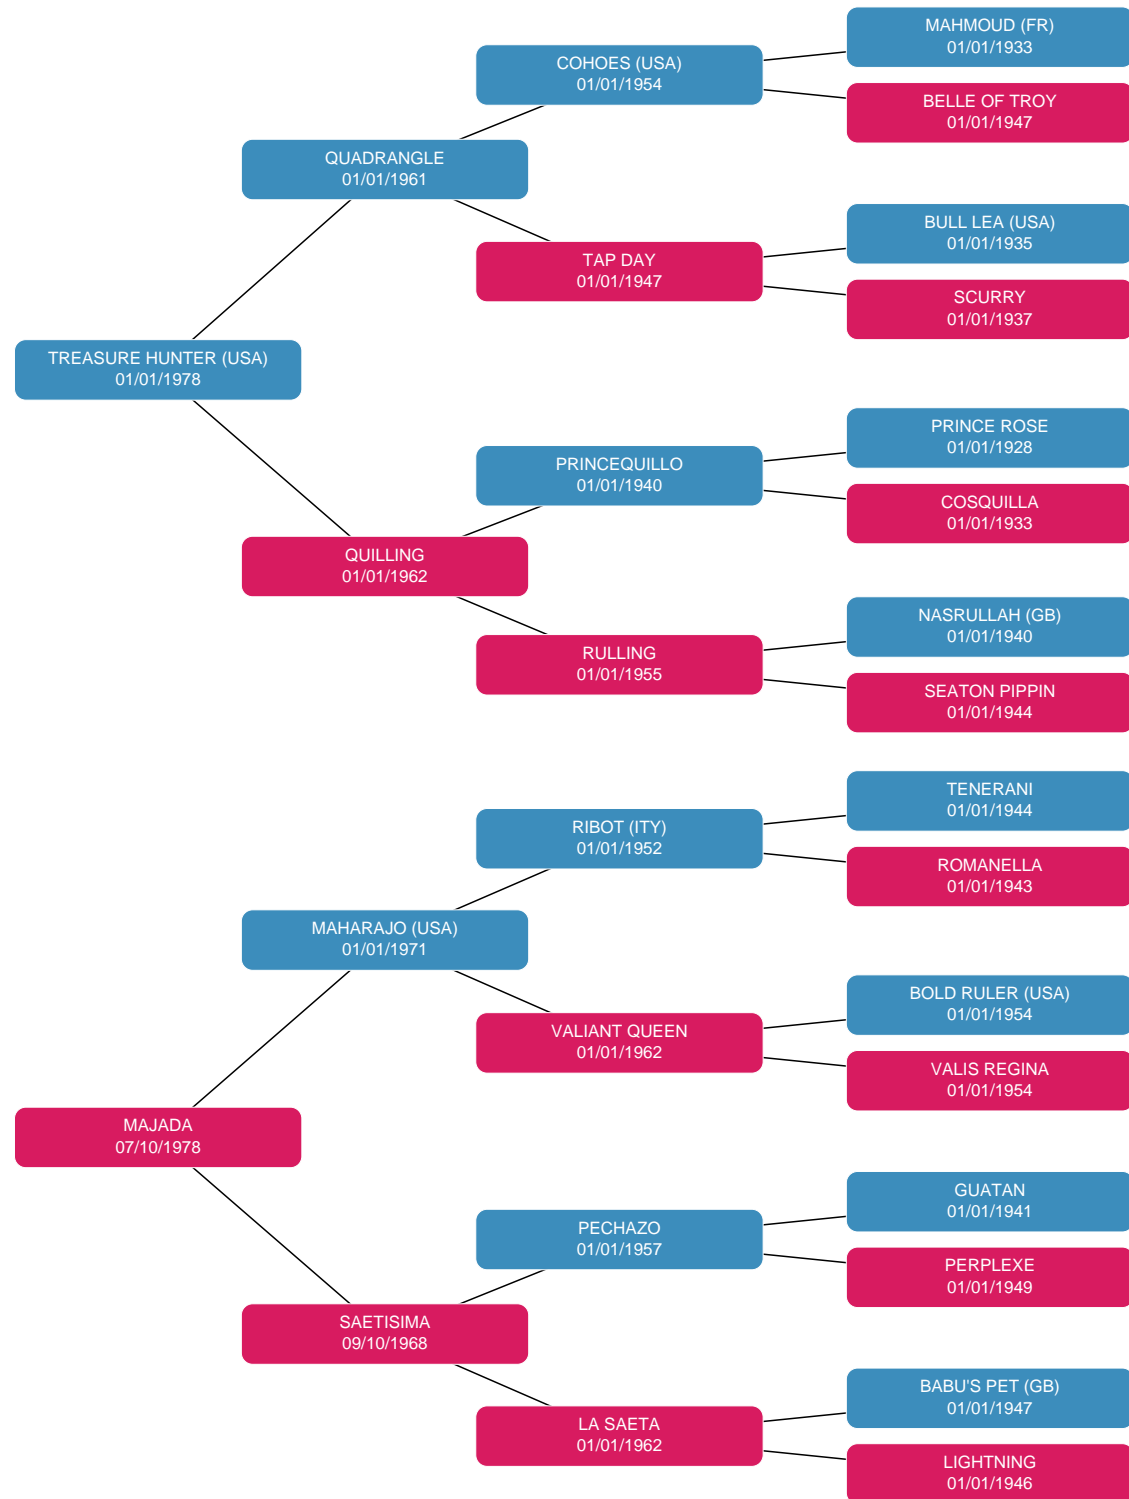 MAHMOUD (FR)
01/01/1933
COHOES (USA)
01/01/1954
BELLE OF TROY
01/01/1947
QUADRANGLE
01/01/1961
BULL LEA (USA)
01/01/1935
TAP DAY
01/01/1947
SCURRY
01/01/1937
TREASURE HUNTER (USA)
01/01/1978
PRINCE ROSE
01/01/1928
PRINCEQUILLO
01/01/1940
COSQUILLA
01/01/1933
QUILLING
01/01/1962
NASRULLAH (GB)
01/01/1940
RULLING
01/01/1955
SEATON PIPPIN
01/01/1944
TENERANI
01/01/1944
RIBOT (ITY)
01/01/1952
ROMANELLA
01/01/1943
MAHARAJO (USA)
01/01/1971
BOLD RULER (USA)
01/01/1954
VALIANT QUEEN
01/01/1962
VALIS REGINA
01/01/1954
MAJADA
07/10/1978
GUATAN
01/01/1941
PECHAZO
01/01/1957
PERPLEXE
01/01/1949
SAETISIMA
09/10/1968
BABU'S PET (GB)
01/01/1947
LA SAETA
01/01/1962
LIGHTNING
01/01/1946